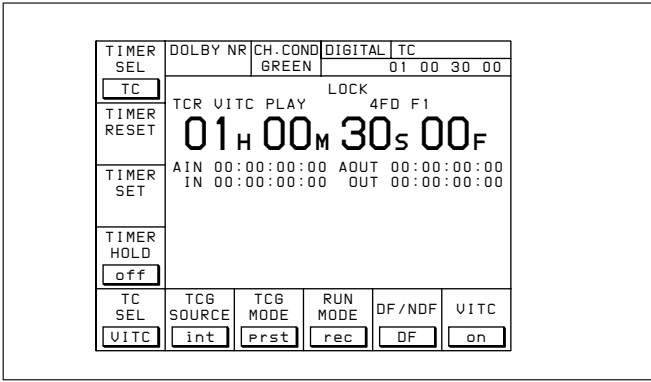 TIMER SEL
TC
DOLBY NR
CH.COND
GREEN
DIGITAL
TC
01 00 30 00
TIMER RESET
TIMER SET
TIMER HOLD
off
LOCK
TCR VITC PLAY 4FD F1
01H 00M 30S 00F
AIN 00:00:00:00 AOUT 00:00:00:00
IN 00:00:00:00 OUT 00:00:00:00
TC SEL
VITC
TCG SOURCE
int
TCG MODE
prst
RUN MODE
rec
DF/NDF
DF
VITC
on